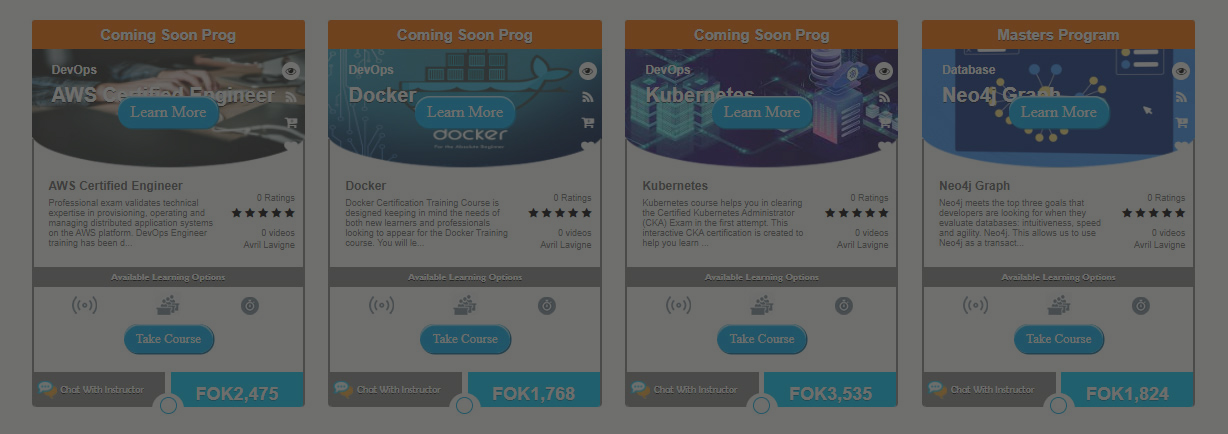 Coming Soon Prog
DevOps
AWS Certified Engineer
Learn More
AWS Certified Engineer
0 Ratings
Professional exam validates technical
expertise in provisioning, operating and
managing distributed application systems
on the AWS platform. DevOps Engineer
training has been d...
0 videos
Avril Lavigne
Available Learning Options
Take Course
Chat With Instructor
FOK2,475
Coming Soon Prog
DevOps
Docker
Learn More
docker
For the Absolute Beginner
Docker
0 Ratings
Docker Certification Training Course is
designed keeping in mind the needs of
both new learners and professionals
looking to appear for the Docker Training
course. You will le...
0 videos
Avril Lavigne
Available Learning Options
Take Course
Chat With Instructor
FOK1,768
Coming Soon Prog
DevOps
Kubernetes
Learn More
Kubernetes
0 Ratings
Kubernetes course helps you in clearing
the Certified Kubernetes Administrator
(CKA) Exam in the first attempt. This
interactive CKA certification is created to
help you learn ...
0 videos
Avril Lavigne
Available Learning Options
Take Course
Chat With Instructor
FOK3,535
Masters Program
Database
Neo4j Graph
Learn More
Neo4j Graph
0 Ratings
Neo4j meets the top three goals that
developers are looking for when they
evaluate databases: intuitiveness, speed
and agility. Neo4j. This allows us to use
Neo4j as a transact...
0 videos
Avril Lavigne
Available Learning Options
Take Course
Chat With Instructor
FOK1,824